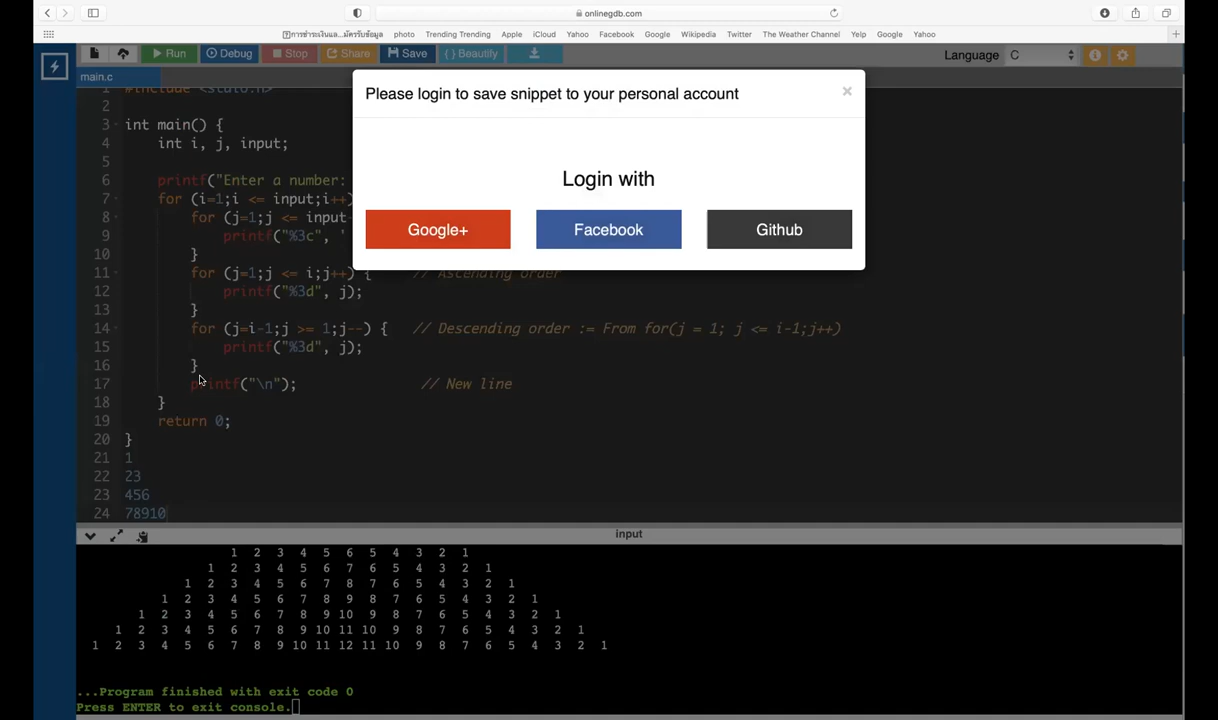 onlinegdb.com
photo Trending Trending Apple iCloud Yahoo Facebook Google Wikipedia Twitter The Weather Channel Yelp Google Yahoo
Run Debug Stop Share Save { } Beautify Language C
main.c
Please login to save snippet to your personal account
×
Login with
Google+ Facebook Github
1 #include <stdio.h>
2
3 int main() {
4 int i, j, input;
5
6 printf("Enter a number:
7 for (i=1;i <= input;i++)
8 for (j=1;j <= input-
9 printf("%3c", '
10 }
11 for (j=1;j <= i;j++) { // Ascending order
12 printf("%3d", j);
13 }
14 for (j=i-1;j >= 1;j--) { // Descending order := From for(j = 1; j <= i-1;j++)
15 printf("%3d", j);
16 }
17 printf("\n"); // New line
18 }
19 return 0;
20 }
21 1
22 23
23 456
24 78910
input
1 2 3 4 5 6 5 4 3 2 1
1 2 3 4 5 6 7 6 5 4 3 2 1
1 2 3 4 5 6 7 8 7 6 5 4 3 2 1
1 2 3 4 5 6 7 8 9 8 7 6 5 4 3 2 1
1 2 3 4 5 6 7 8 9 10 9 8 7 6 5 4 3 2 1
1 2 3 4 5 6 7 8 9 10 11 10 9 8 7 6 5 4 3 2 1
1 2 3 4 5 6 7 8 9 10 11 12 11 10 9 8 7 6 5 4 3 2 1
...Program finished with exit code 0
Press ENTER to exit console.